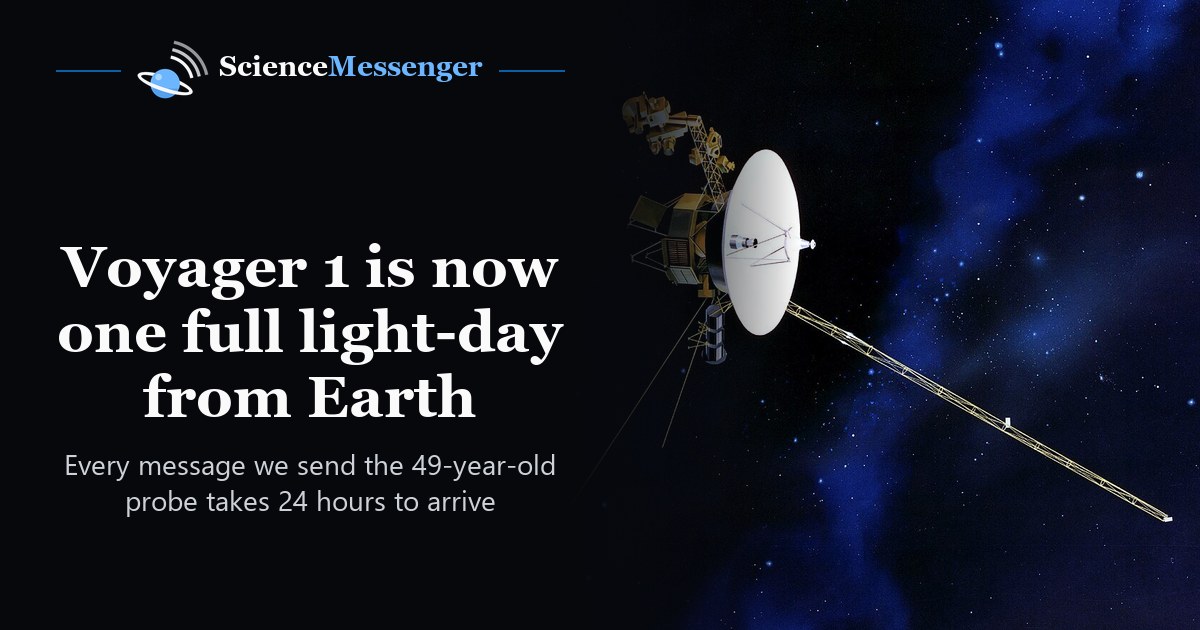 ScienceMessenger
Voyager 1 is now
one full light-day
from Earth
Every message we send the 49-year-old
probe takes 24 hours to arrive